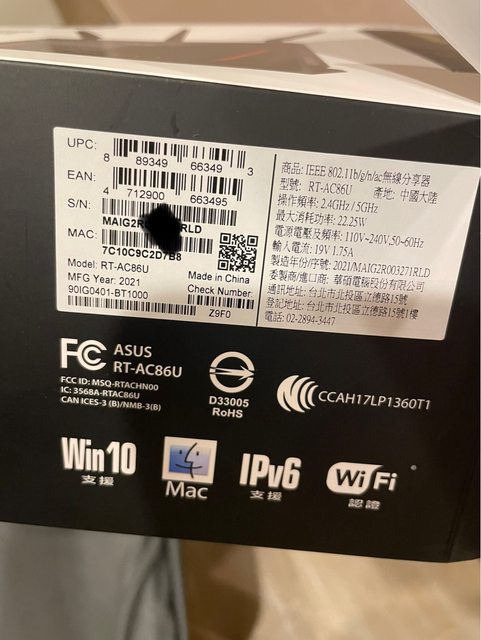 UPC:
8 89349 66349 3
EAN:
4 712900 663495
S/N:
MAIG2R RLD
MAC:
7C10C9C2D7B8
Model: RT-AC86U
Made in China
MFG Year: 2021
Check Number
90IG0401-BT1000
Z9F0
商品: IEEE 802.11b/g/n/ac無線分享器
型號: RT-AC86U 產地: 中國大陸
操作頻率: 2.4GHz / 5GHz
最大消耗功率: 22.25W
電源電壓及頻率: 110V~240V,50~60Hz
輸入電流: 19V 1.75A
製造年份/序號: 2021/MAIG2R003271RLD
委製商/進口商: 華碩電腦股份有限公司
通訊地址: 台北市北投區立德路15號
登記地址: 台北市北投區立德路15號1樓
電話: 02-2894-3447
FC ASUS
RT-AC86U
FCC ID: MSQ-RTACHN00
IC: 3568A-RTAC86U
CAN ICES-3 (B)/NMB-3(B)
D33005
RoHS
CCAH17LP1360T1
Win10
支援
Mac
IPv6
支援
Wi Fi
認證